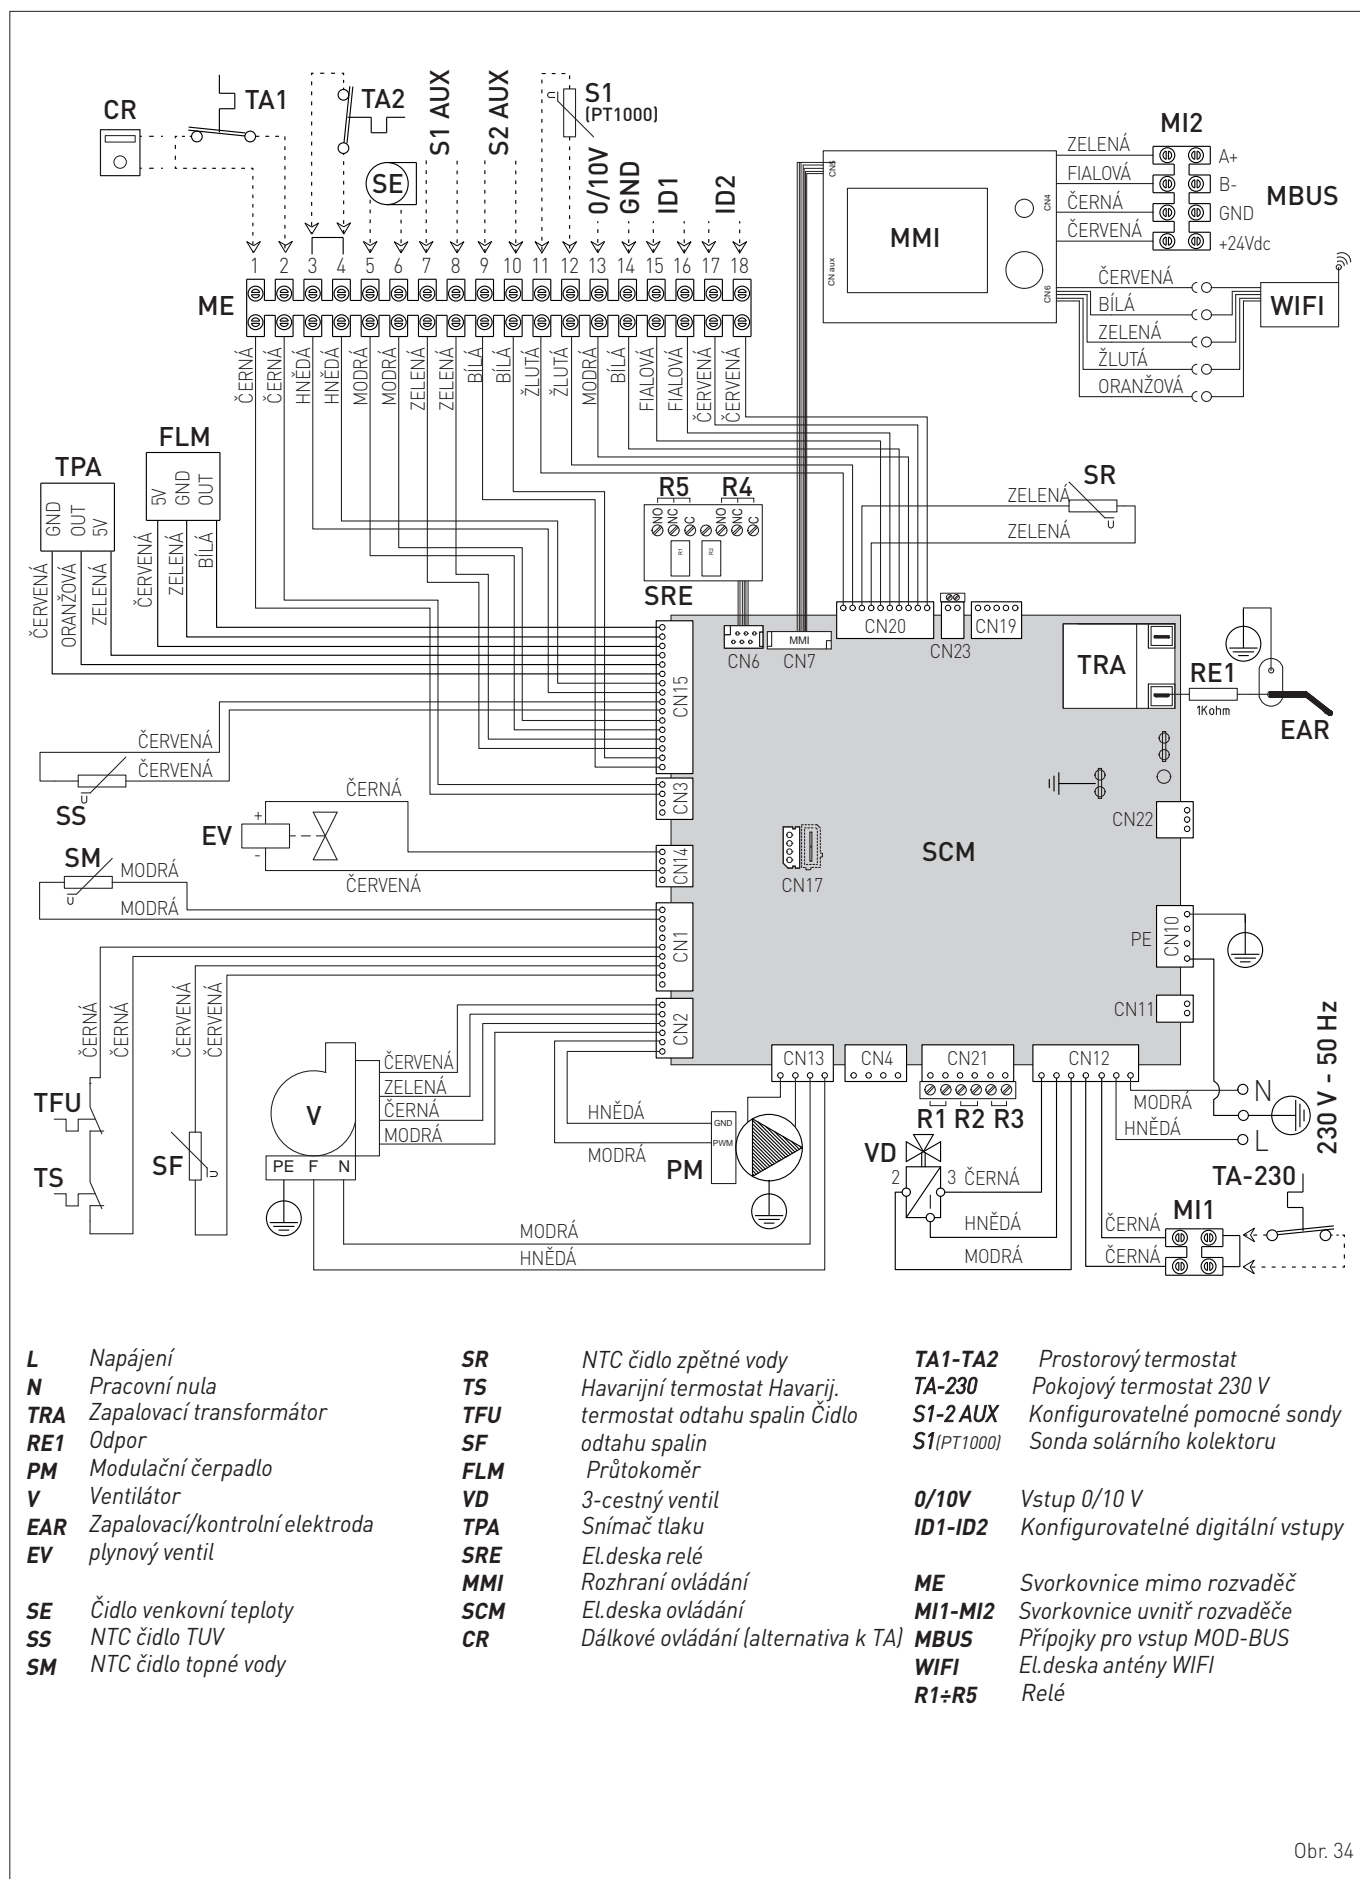 CR
TA1
TA2
SE
S1 AUX
S2 AUX
S1
(PT1000)
0/10V
GND
ID1
ID2
U
1 2 3 4 5 6 7 8 9 10 11 12 13 14 15 16 17 18
ME
ČERNÁ
ČERNÁ
HNĚDÁ
HNĚDÁ
MODRÁ
MODRÁ
ZELENÁ
ZELENÁ
BÍLÁ
BÍLÁ
ŽLUTÁ
ŽLUTÁ
MODRÁ
BÍLÁ
FIALOVÁ
FIALOVÁ
ČERVENÁ
ČERVENÁ
MMI
CN5
CN4
CN aux
CN6
ZELENÁ
FIALOVÁ
ČERNÁ
ČERVENÁ
MI2
A+
B-
GND
+24Vdc
MBUS
ČERVENÁ
BÍLÁ
ZELENÁ
ŽLUTÁ
ORANŽOVÁ
WIFI
TPA
GND
OUT
5V
ČERVENÁ
ORANŽOVÁ
ZELENÁ
FLM
5V
GND
OUT
ČERVENÁ
ZELENÁ
BÍLÁ
R5 R4
NO
NC
C
NO
NC
C
R1
R2
SRE
SR
ZELENÁ
ZELENÁ
U
CN6
MMI
CN7
CN20
CN23
CN19
TRA
RE1
1Kohm
EAR
CN15
ČERVENÁ
ČERVENÁ
SS
U
CN3
EV
+
-
ČERNÁ
ČERVENÁ
CN14
SM
U
MODRÁ
MODRÁ
CN1
CN17
SCM
CN22
PE
CN10
CN11
CN2
ČERNÁ
ČERNÁ
ČERVENÁ
ČERVENÁ
TFU
TS
SF
U
V
PE F N
ČERVENÁ
ZELENÁ
ČERNÁ
MODRÁ
HNĚDÁ
MODRÁ
GND
PWM
PM
MODRÁ
HNĚDÁ
CN13
CN4
CN21
CN12
R1 R2 R3
VD
2
3
ČERNÁ
HNĚDÁ
MODRÁ
MODRÁ
HNĚDÁ
N
L
230 V - 50 Hz
TA-230
MI1
ČERNÁ
ČERNÁ
L Napájení
N Pracovní nula
TRA Zapalovací transformátor
RE1 Odpor
PM Modulační čerpadlo
V Ventilátor
EAR Zapalovací/kontrolní elektroda
EV plynový ventil
SE Čidlo venkovní teploty
SS NTC čidlo TUV
SM NTC čidlo topné vody
SR NTC čidlo zpětné vody
TS Havarijní termostat Havarij.
TFU termostat odtahu spalin Čidlo
SF odtahu spalin
FLM Průtokoměr
VD 3-cestný ventil
TPA Snímač tlaku
SRE El.deska relé
MMI Rozhraní ovládání
SCM El.deska ovládání
CR Dálkové ovládání (alternativa k TA)
TA1-TA2 Prostorový termostat
TA-230 Pokojový termostat 230 V
S1-2 AUX Konfigurovatelné pomocné sondy
S1(PT1000) Sonda solárního kolektoru
0/10V Vstup 0/10 V
ID1-ID2 Konfigurovatelné digitální vstupy
ME Svorkovnice mimo rozvaděč
MI1-MI2 Svorkovnice uvnitř rozvaděče
MBUS Přípojky pro vstup MOD-BUS
WIFI El.deska antény WIFI
R1÷R5 Relé
Obr. 34